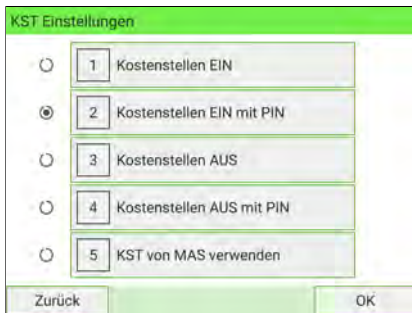 KST Einstellungen
1 Kostenstellen EIN
2 Kostenstellen EIN mit PIN
3 Kostenstellen AUS
4 Kostenstellen AUS mit PIN
5 KST von MAS verwenden
Zurück OK